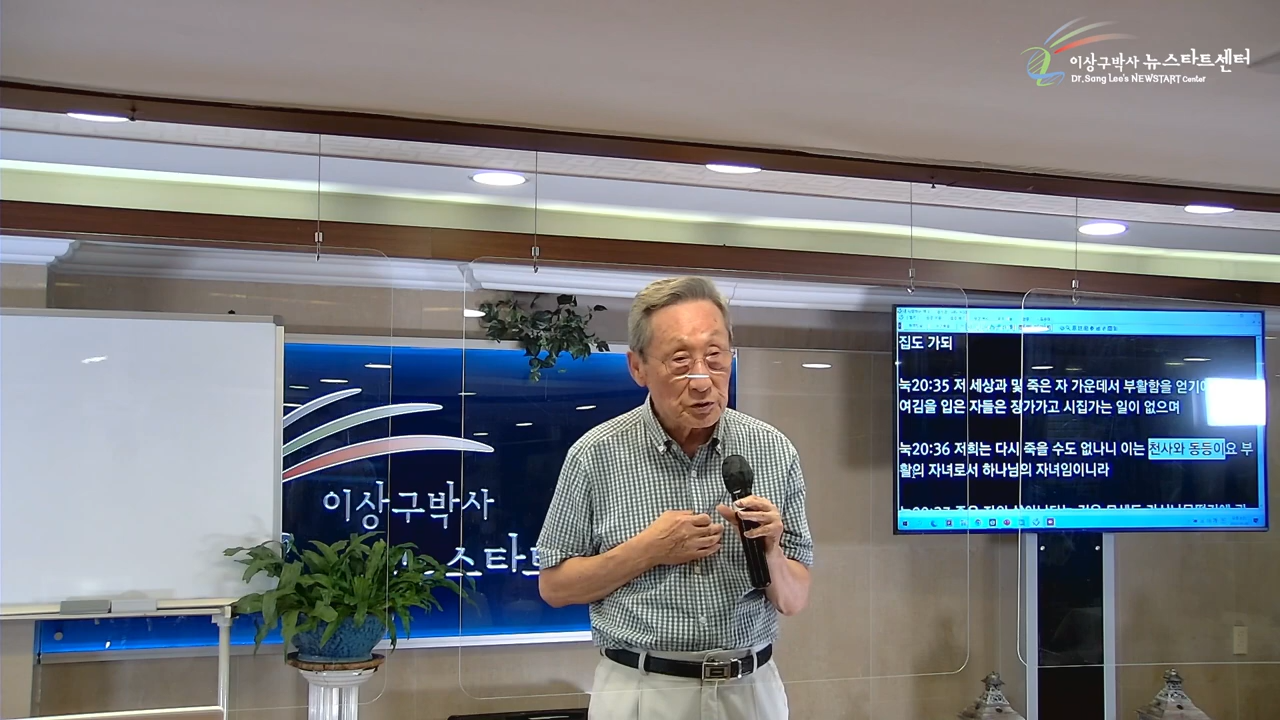 이상구박사 뉴스타트센터
Dr. Sang Lee's NEWSTART Center
집도 가되
눅20:35 저 세상과 및 죽은 자 가운데서 부활함을 얻기에
여김을 입은 자들은 장가가고 시집가는 일이 없으며
눅20:36 저희는 다시 죽을 수도 없나니 이는 천사와 동등이요 부
활의 자녀로서 하나님의 자녀임이니라
이상구박사
스타트